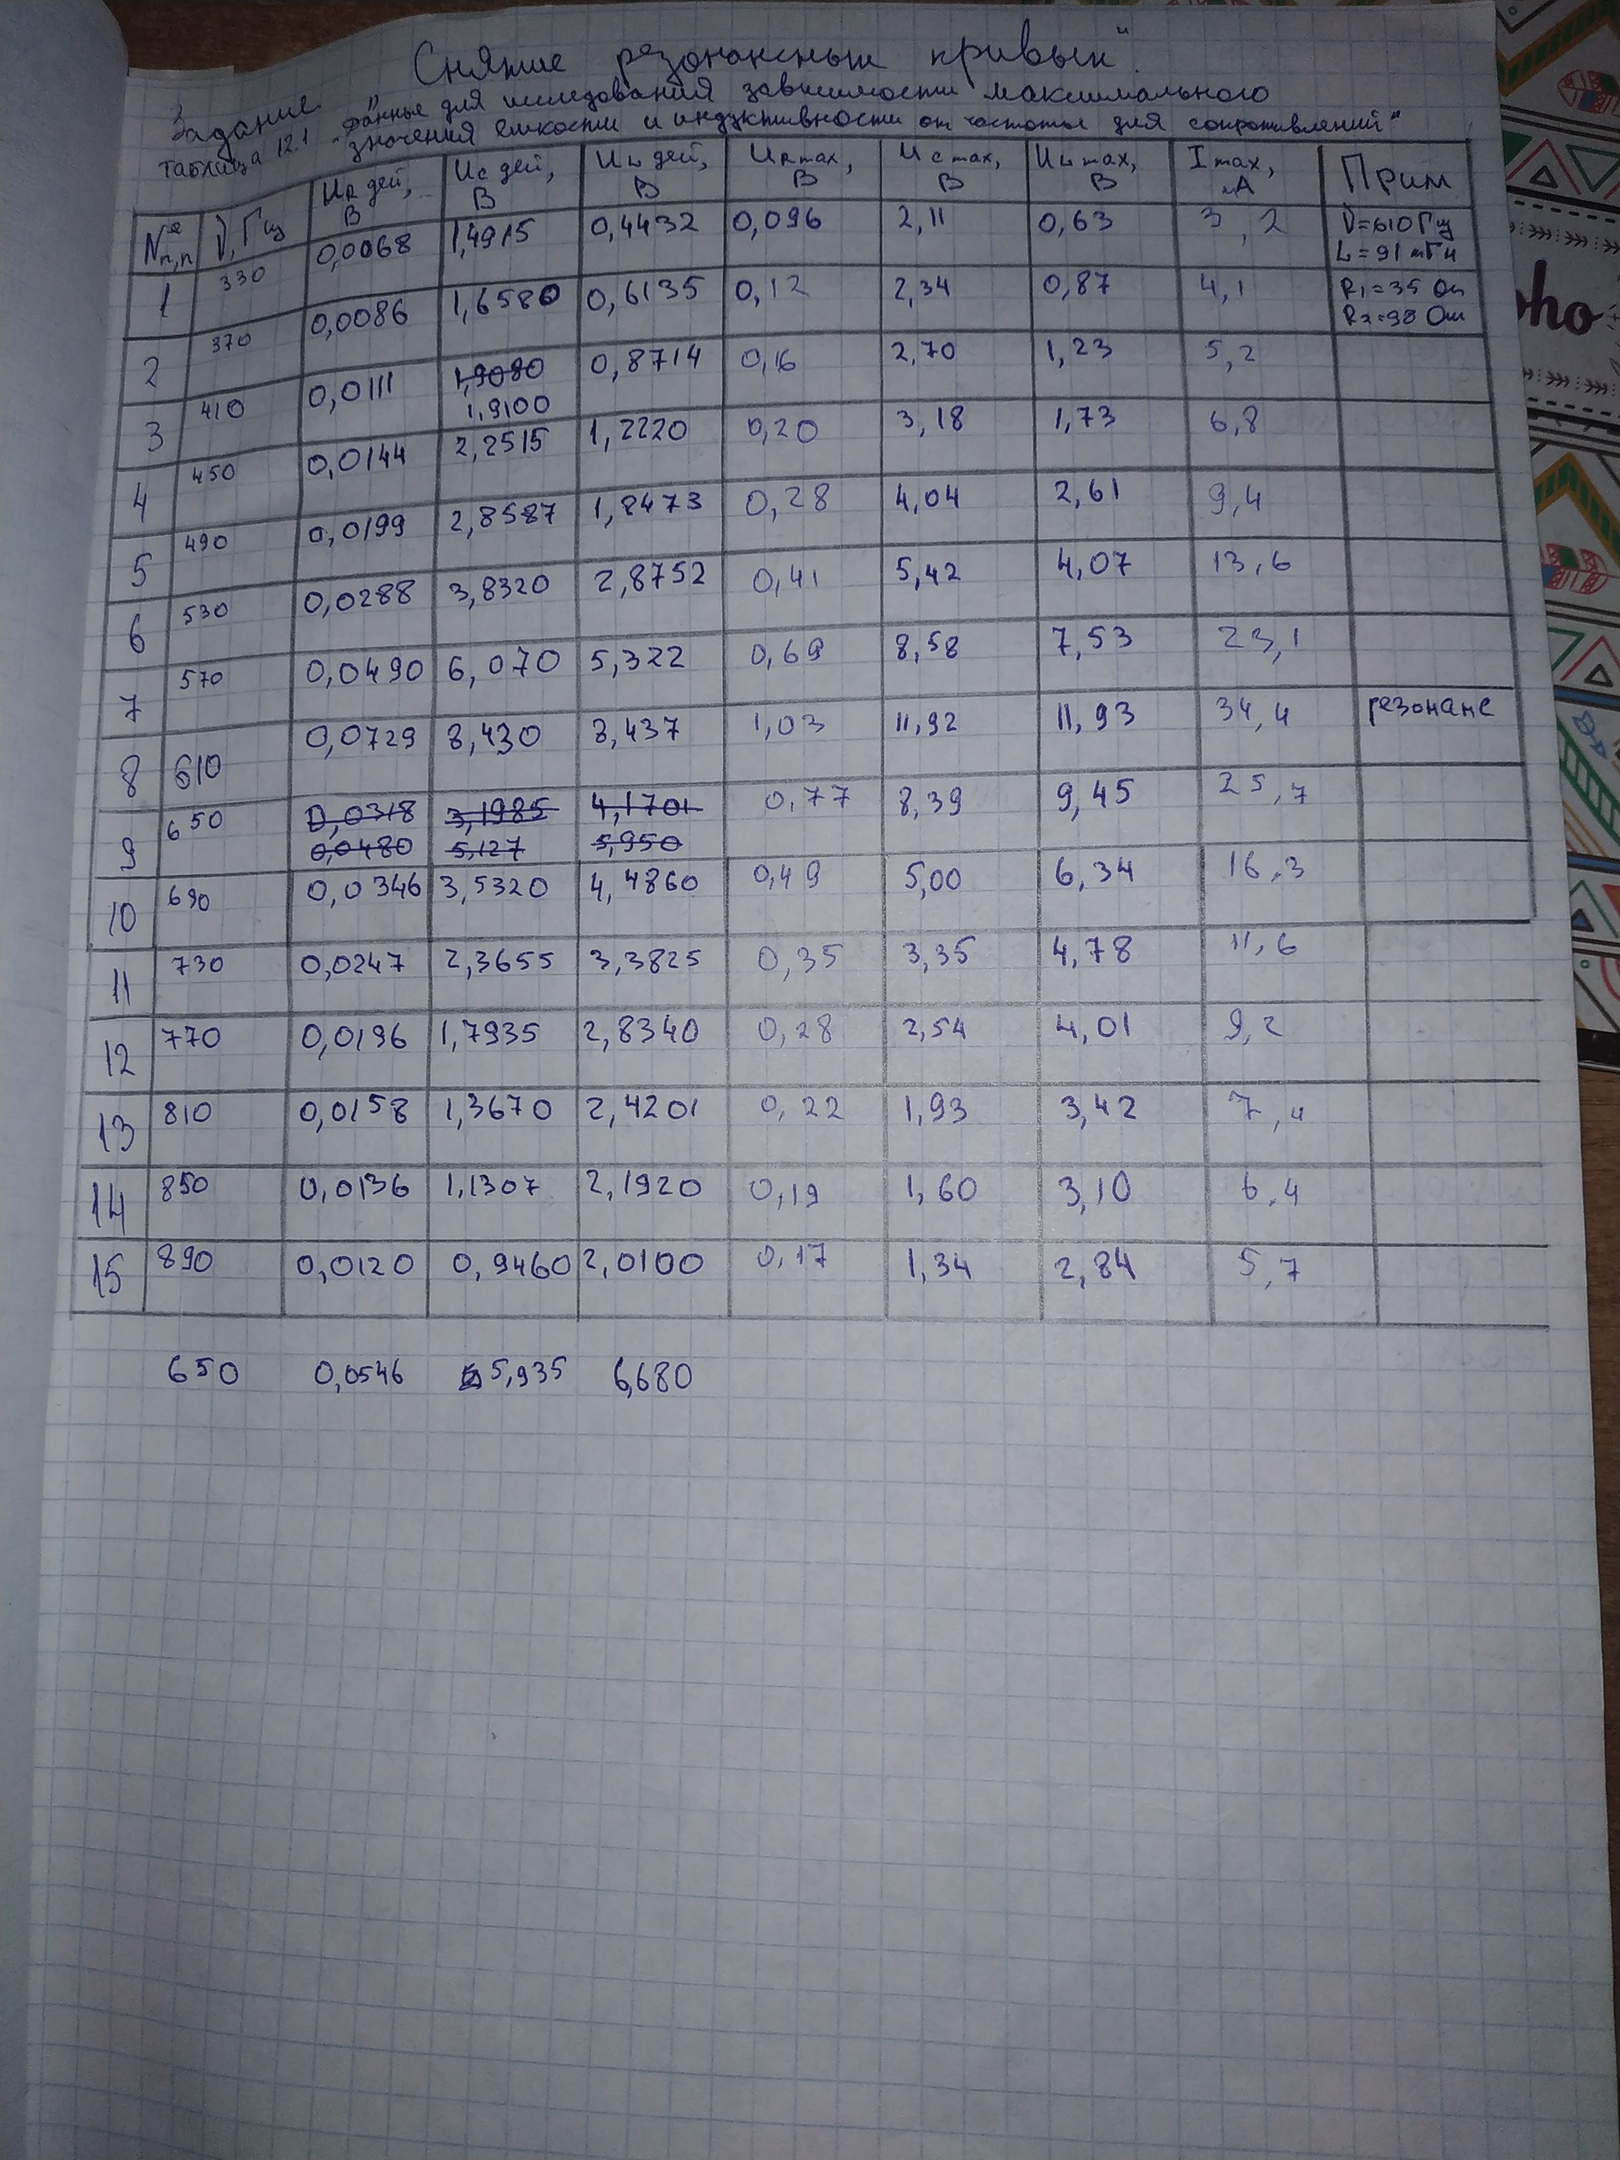 Снятие резонансных кривых"
Задание
Таблица 12.1 "Данные для исследования зависимости максимального
значения ёмкости и индуктивности от частоты для сопротивлений"
№ п,п ν, Гц UR дей, В UC дей, В UL дей, В UR max, В UC max, В UL max, В I max, мА Прим
1 330 0,0068 1,4915 0,4432 0,096 2,11 0,63 3,2 ν=610 Гц L=91 мГн
2 370 0,0086 1,6580 0,6135 0,12 2,34 0,87 4,1 R1=35 Ом R2=98 Ом
3 410 0,0111 1,9080 1,9100 0,8714 0,16 2,70 1,23 5,2
4 450 0,0144 2,2515 1,2220 0,20 3,18 1,73 6,8
5 490 0,0199 2,8587 1,8473 0,28 4,04 2,61 9,4
6 530 0,0288 3,8320 2,8752 0,41 5,42 4,07 13,6
7 570 0,0490 6,070 5,322 0,69 8,58 7,53 23,1
8 610 0,0729 8,430 8,437 1,03 11,92 11,93 34,4 резонанс
9 650 0,0318 3,1985 4,1701 0,77 8,39 9,45 25,7
0,0480 5,127 5,950
10 690 0,0346 3,5320 4,4860 0,49 5,00 6,34 16,3
11 730 0,0247 2,3655 3,3825 0,35 3,35 4,78 11,6
12 770 0,0196 1,7935 2,8340 0,28 2,54 4,01 9,2
13 810 0,0158 1,3670 2,4201 0,22 1,93 3,42 7,4
14 850 0,0136 1,1307 2,1920 0,19 1,60 3,10 6,4
15 890 0,0120 0,9460 2,0100 0,17 1,34 2,84 5,7
650 0,0546 5,935 6,680